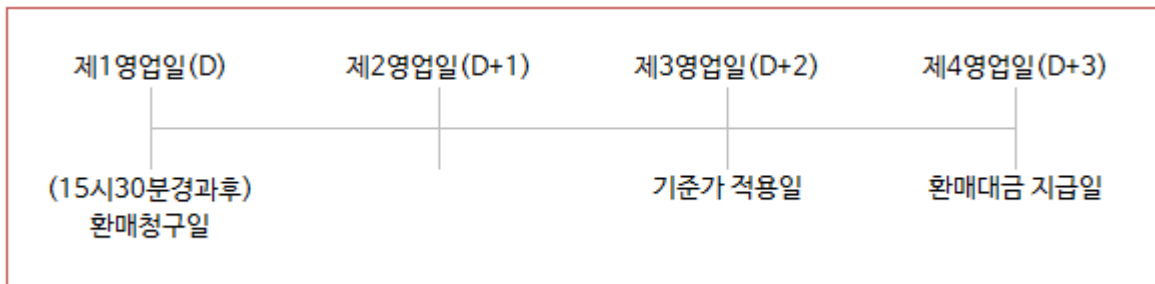 제1영업일(D) 제2영업일(D+1) 제3영업일(D+2) 제4영업일(D+3)
(15시30분경과후) 기준가 적용일 환매대금 지급일
환매청구일